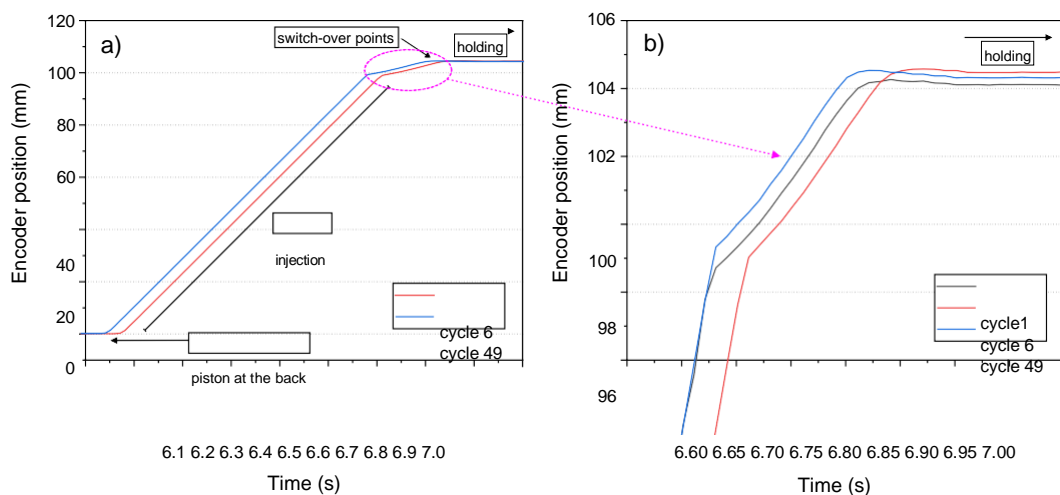 120
a)
switch-over points
holding
100
80
60
injection
40
20
cycle 6
cycle 49
0
piston at the back
6.1 6.2 6.3 6.4 6.5 6.6 6.7 6.8 6.9 7.0
Time (s)
Encoder position (mm)
106
b)
holding
104
102
100
98
cycle1
cycle 6
cycle 49
96
6.60 6.65 6.70 6.75 6.80 6.85 6.90 6.95 7.00
Time (s)
Encoder position (mm)